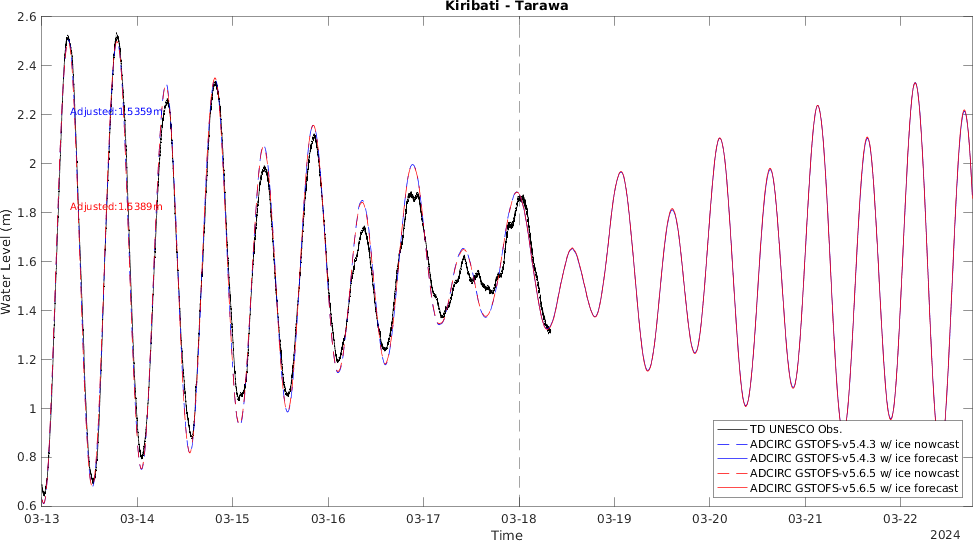 Kiribati - Tarawa
2.6
2.4
2.2
2
1.8
1.6
1.4
1.2
1
0.8
0.6
Water Level (m)
Adjusted:1.5359m
Adjusted:1.5389m
TD UNESCO Obs.
ADCIRC GSTOFS-v5.4.3 w/ ice nowcast
ADCIRC GSTOFS-v5.4.3 w/ ice forecast
ADCIRC GSTOFS-v5.6.5 w/ ice nowcast
ADCIRC GSTOFS-v5.6.5 w/ ice forecast
03-13 03-14 03-15 03-16 03-17 03-18 03-19 03-20 03-21 03-22
Time
2024